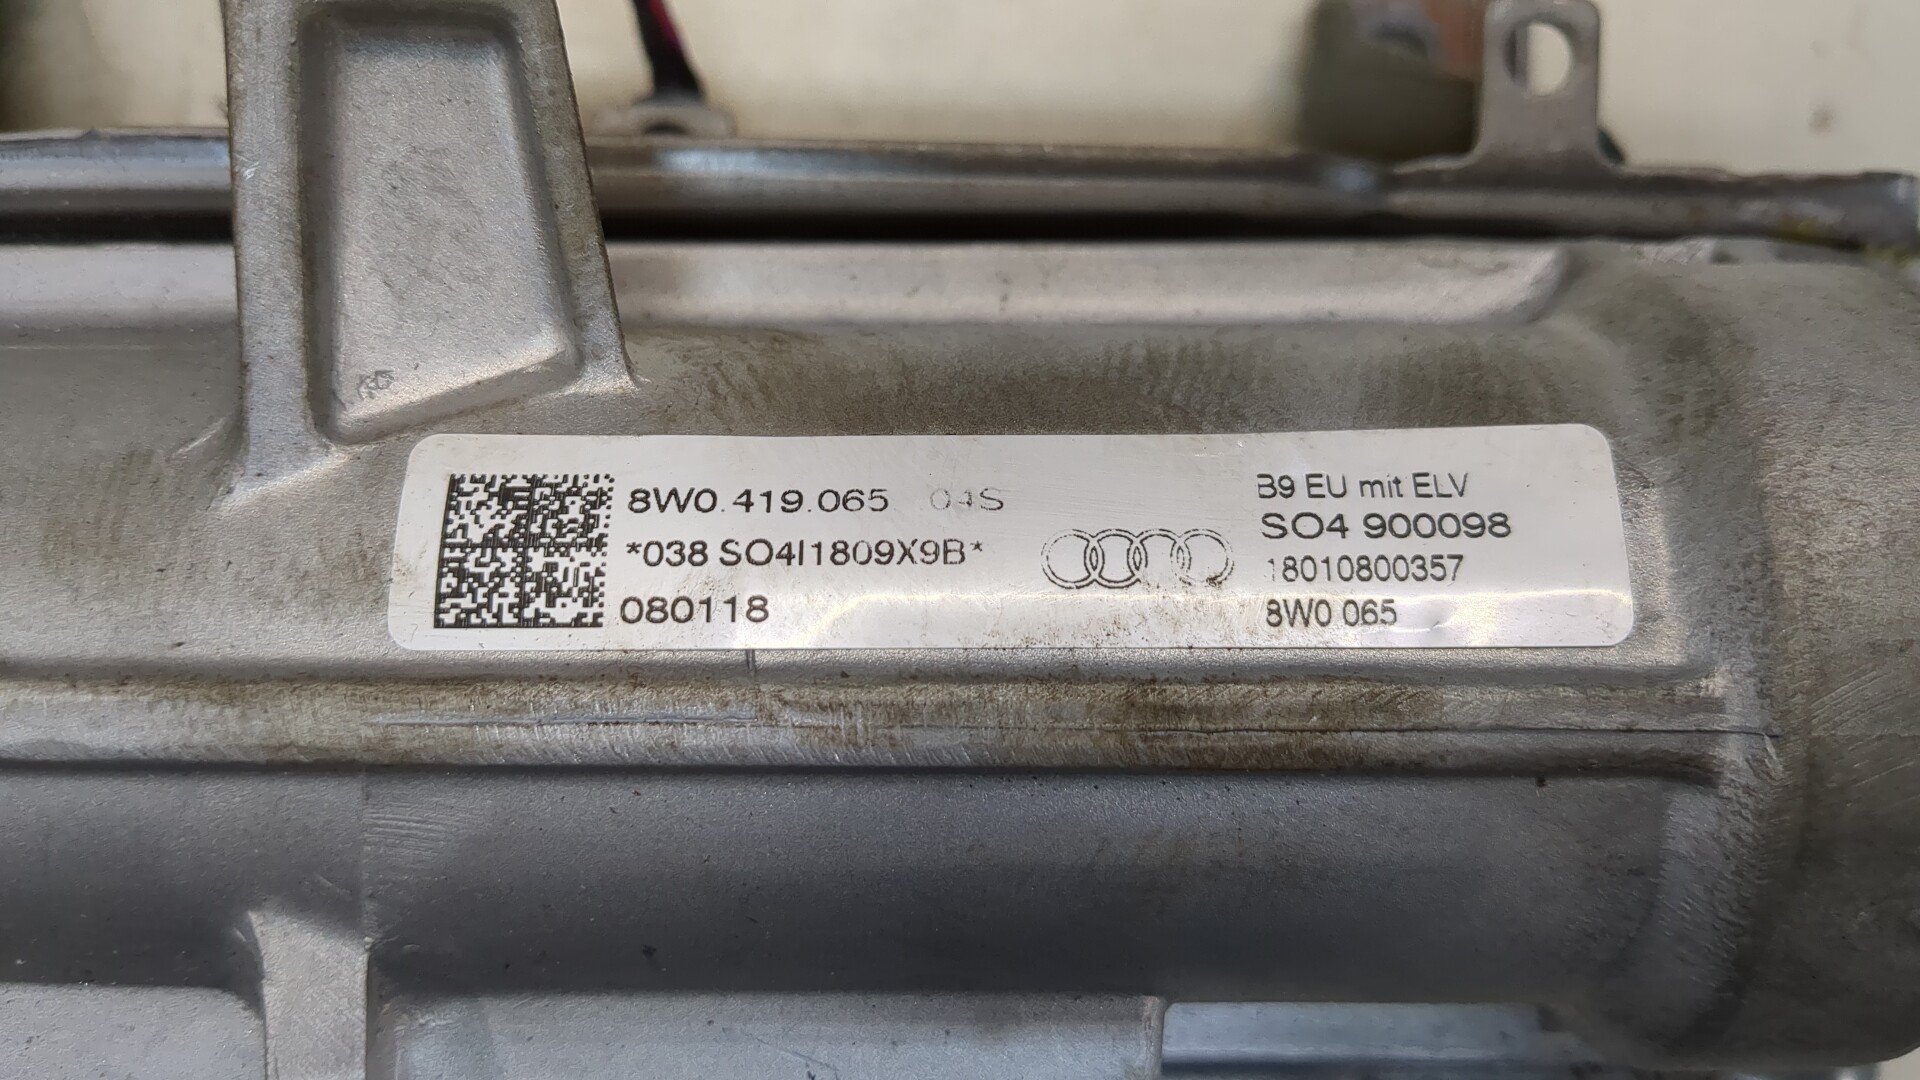 8W0.419.065 04S
*038 SO4I1809X9B*
080118
B9 EU mit ELV
SO4 900098
18010800357
8W0 065